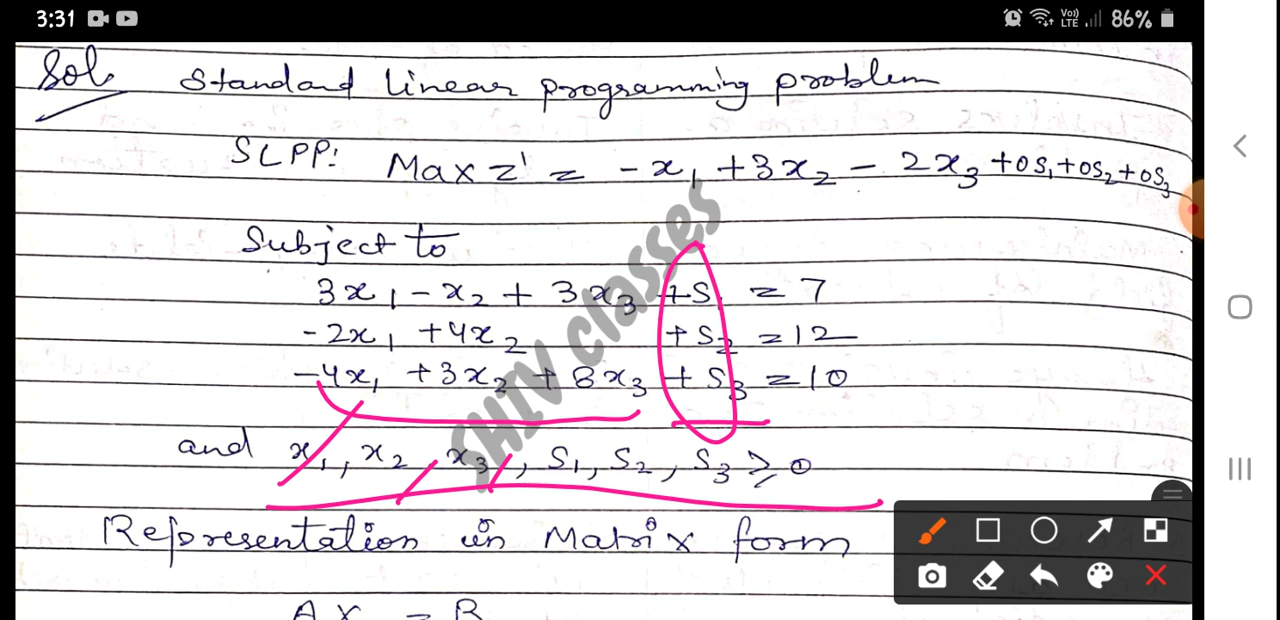 3:31 Vo)) LTE 86%
Sol. Standard linear programming problem
SLPP: Max z' = -x₁ + 3x₂ - 2x₃ + 0s₁ + 0s₂ + 0s₃
Subject to
3x₁ - x₂ + 3x₃ + s₁ = 7
-2x₁ + 4x₂ + s₂ = 12
-4x₁ + 3x₂ + 8x₃ + s₃ = 10
and x₁, x₂, x₃, s₁, s₂, s₃ ≥ 0
SHIV classes
Representation in Matrix form
AX = B